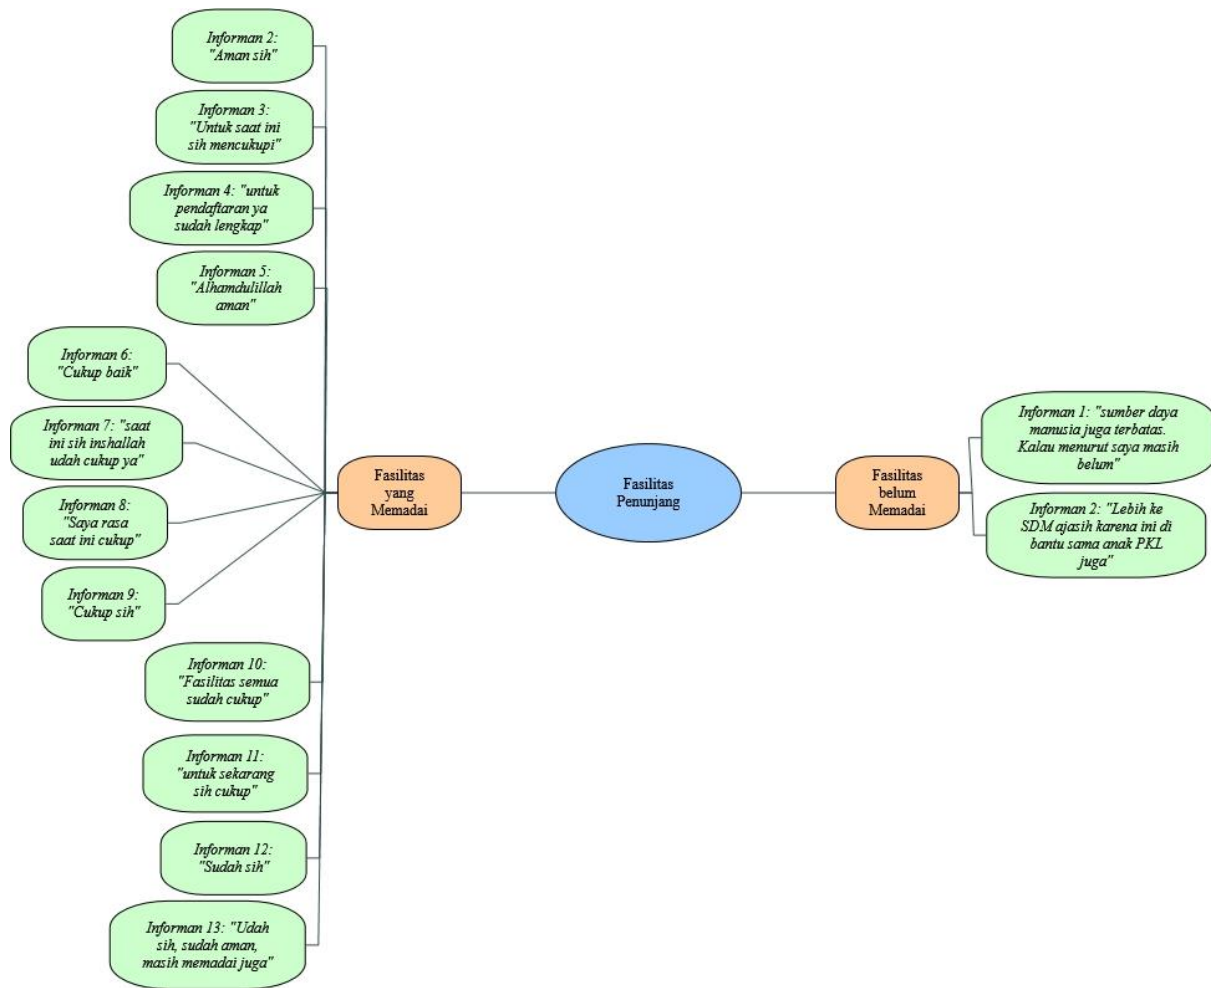 Informan 2:
"Aman sih"
Informan 3:
"Untuk saat ini
sih mencukupi"
Informan 4: "untuk
pendaftaran ya
sudah lengkap"
Informan 5:
"Alhamdulillah
aman"
Informan 6:
"Cukup baik"
Informan 7: "saat
ini sih inshallah
udah cukup ya"
Informan 8:
"Saya rasa
saat ini cukup"
Informan 9:
"Cukup sih"
Informan 10:
"Fasilitas semua
sudah cukup"
Informan 11:
"untuk sekarang
sih cukup"
Informan 12:
"Sudah sih"
Informan 13: "Udah
sih, sudah aman,
masih memadai juga"
Fasilitas
yang
Memadai
Fasilitas
Penunjang
Fasilitas
belum
Memadai
Informan 1: "sumber daya
manusia juga terbatas.
Kalau menurut saya masih
belum"
Informan 2: "Lebih ke
SDM ajasih karena ini di
bantu sama anak PKL
juga"